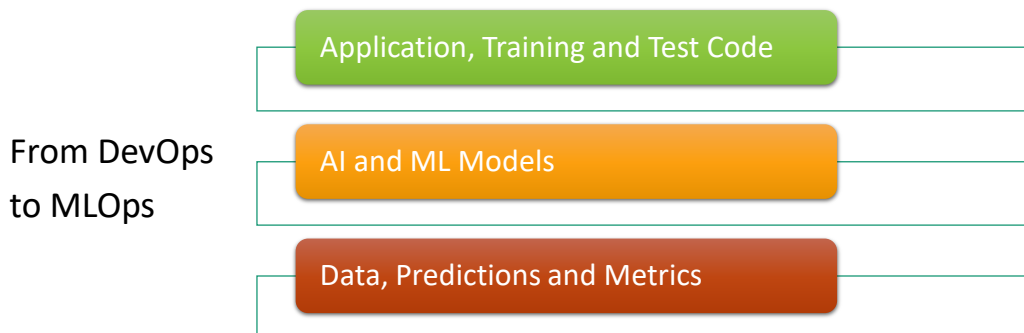 From DevOps
to MLOps
Application, Training and Test Code
AI and ML Models
Data, Predictions and Metrics